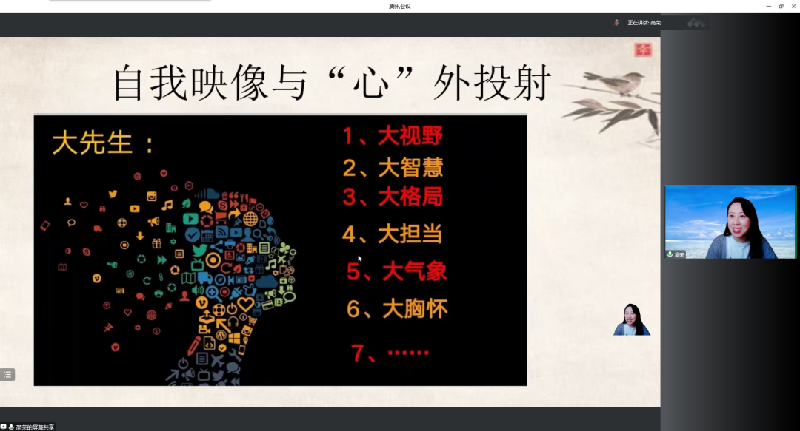 腾讯会议
自我映像与“心”外投射
大先生：
1、大视野
2、大智慧
3、大格局
4、大担当
5、大气象
6、大胸怀
7、……